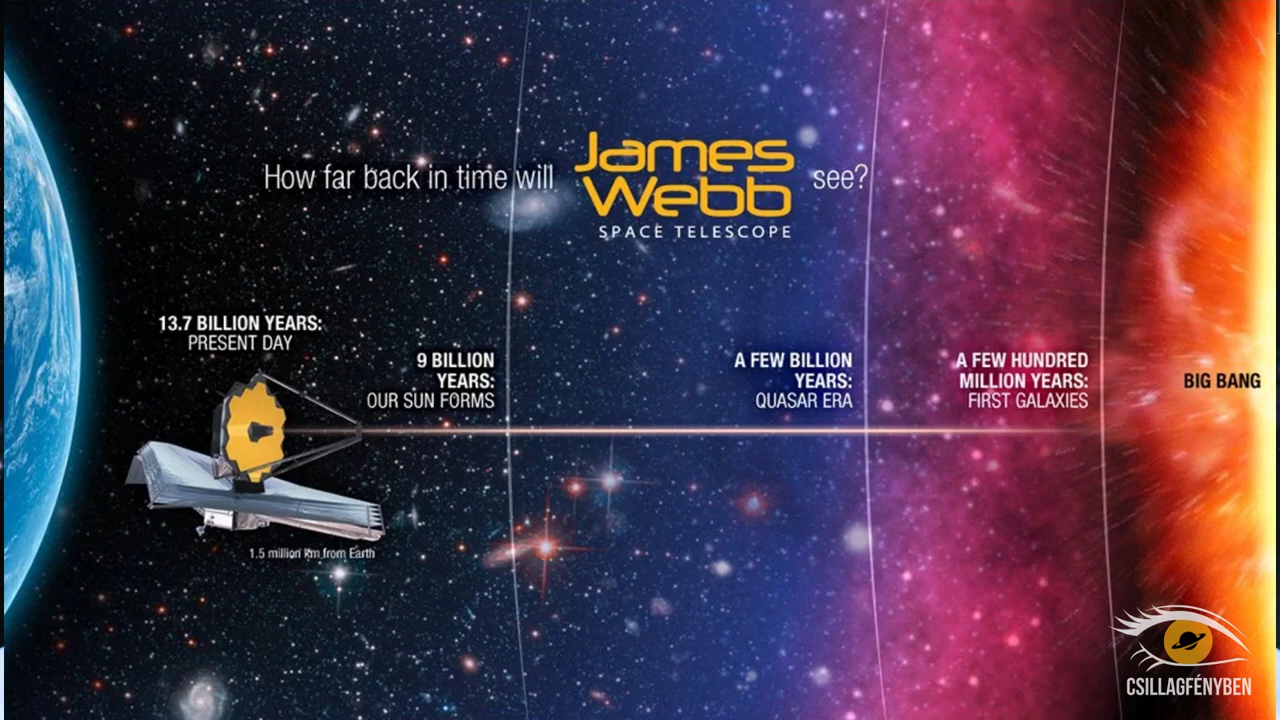 How far back in time will James Webb see?
SPACE TELESCOPE
13.7 BILLION YEARS:
PRESENT DAY
9 BILLION
YEARS:
OUR SUN FORMS
A FEW BILLION
YEARS:
QUASAR ERA
A FEW HUNDRED
MILLION YEARS:
FIRST GALAXIES
BIG BANG
1.5 million km from Earth
CSILLAGFÉNYBEN